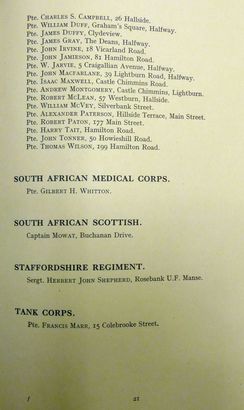 Pte. CHARLES S. CAMPBELL, 26 Hallside.
Pte. WILLIAM DUFF, Graham's Square, Halfway.
Pte. JAMES DUFFY, Clydeview.
Pte. JAMES GRAY, The Deans, Halfway.
Pte. JOHN IRVINE, 18 Vicarland Road.
Pte. JOHN JAMIESON, 81 Hamilton Road.
Pte. W. JARVIE, 5 Craigallian Avenue, Halfway.
Pte. JOHN MACFARLANE, 39 Lightburn Road, Halfway.
Pte. ISAAC MAXWELL, Castle Chimmins Road.
Pte. ANDREW MONTGOMERY, Castle Chimmins, Lightburn.
Pte. ROBERT MCLEAN, 57 Westburn, Hallside.
Pte. WILLIAM MCVEY, Silverbank Street.
Pte. ALEXANDER PATERSON, Hillside Terrace, Main Street.
Pte. ROBERT PATON, 177 Main Street.
Pte. HARRY TAIT, Hamilton Road.
Pte. JOHN TONNER, 50 Howieshill Road.
Pte. THOMAS WILSON, 199 Hamilton Road.
SOUTH AFRICAN MEDICAL CORPS.
Pte. GILBERT H. WHITTON.
SOUTH AFRICAN SCOTTISH.
Captain MOWAT, Buchanan Drive.
STAFFORDSHIRE REGIMENT.
Sergt. HERBERT JOHN SHEPHERD, Rosebank U.F. Manse.
TANK CORPS.
Pte. FRANCIS MARR, 15 Colebrooke Street.
f 21